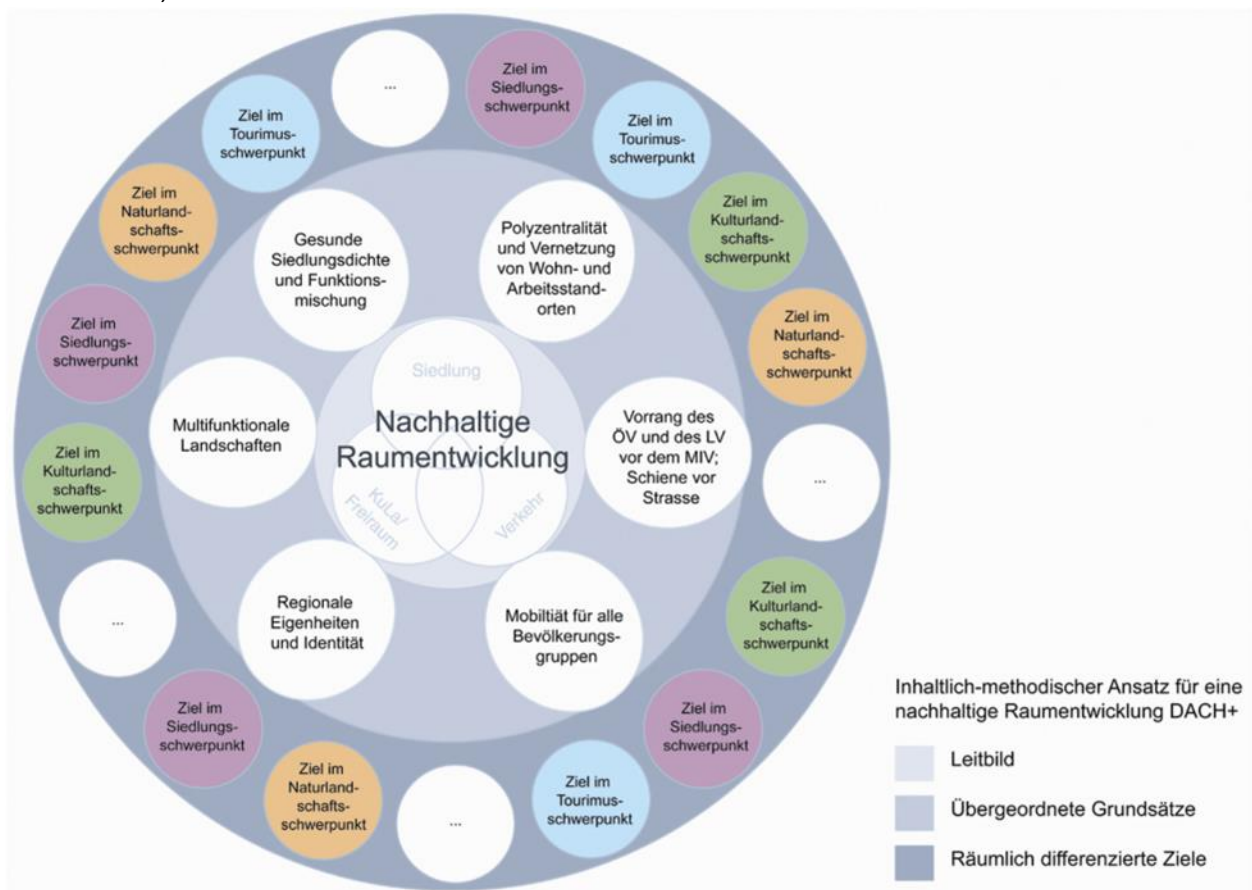 ...
Ziel im
Siedlungs-
schwerpunkt
Ziel im
Tourimus-
schwerpunkt
Ziel im
Kulturland-
schafts-
schwerpunkt
Ziel im
Naturland-
schafts-
schwerpunkt
...
Ziel im
Kulturland-
schafts-
schwerpunkt
Ziel im
Siedlungs-
schwerpunkt
Ziel im
Tourimus-
schwerpunkt
...
Ziel im
Naturland-
schafts-
schwerpunkt
Ziel im
Siedlungs-
schwerpunkt
...
Ziel im
Kulturland-
schafts-
schwerpunkt
Ziel im
Siedlungs-
schwerpunkt
Ziel im
Naturland-
schafts-
schwerpunkt
Ziel im
Tourimus-
schwerpunkt
Gesunde
Siedlungsdichte
und Funktions-
mischung
Polyzentralität
und Vernetzung
von Wohn- und
Arbeitsstand-
orten
Vorrang des
ÖV und des LV
vor dem MIV;
Schiene vor
Strasse
Mobiltiät für alle
Bevölkerungs-
gruppen
Regionale
Eigenheiten
und Identität
Multifunktionale
Landschaften
Siedlung
Nachhaltige
Raumentwicklung
KuLa/
Freiraum
Verkehr
Inhaltlich-methodischer Ansatz für eine
nachhaltige Raumentwicklung DACH+
Leitbild
Übergeordnete Grundsätze
Räumlich differenzierte Ziele